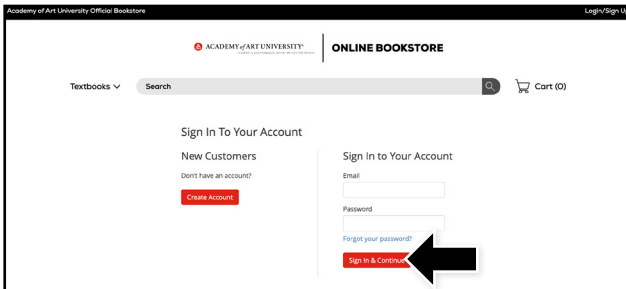 Academy of Art University Official Bookstore
Login/Sign U
ACADEMY of ART UNIVERSITY
ONLINE BOOKSTORE
Textbooks
Search
Cart (0)
Sign In To Your Account
New Customers
Sign In to Your Account
Don't have an account?
Email
Create Account
Password
Forgot your password?
Sign In & Continue